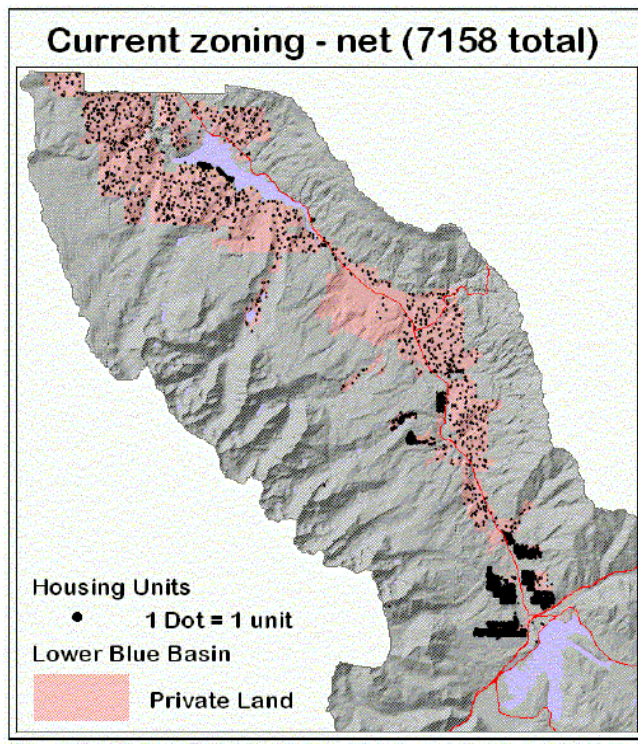 Current zoning - net (7158 total)
Housing Units
1 Dot = 1 unit
Lower Blue Basin
Private Land